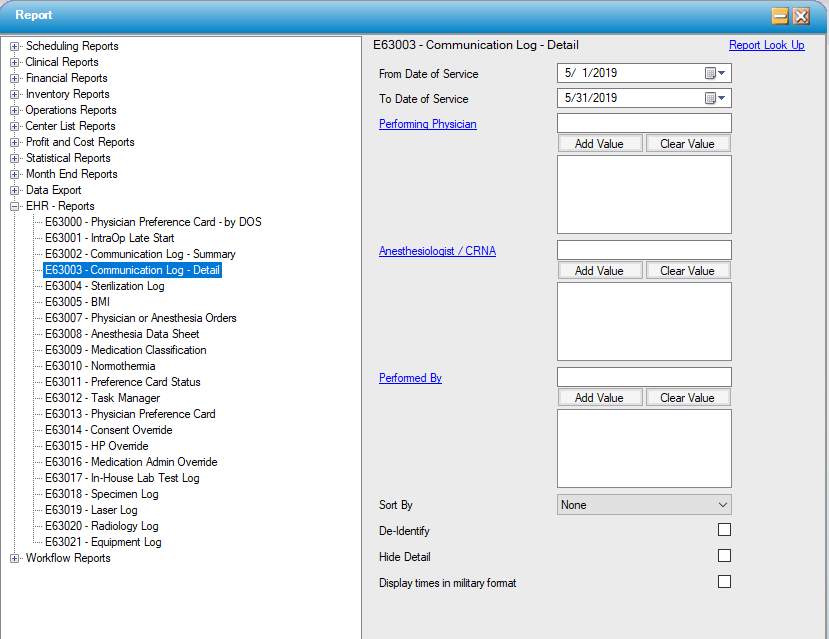 Report
Scheduling Reports
Clinical Reports
Financial Reports
Inventory Reports
Operations Reports
Center List Reports
Profit and Cost Reports
Statistical Reports
Month End Reports
Data Export
EHR - Reports
E63000 - Physician Preference Card - by DOS
E63001 - IntraOp Late Start
E63002 - Communication Log - Summary
E63003 - Communication Log - Detail
E63004 - Sterilization Log
E63005 - BMI
E63007 - Physician or Anesthesia Orders
E63008 - Anesthesia Data Sheet
E63009 - Medication Classification
E63010 - Normothermia
E63011 - Preference Card Status
E63012 - Task Manager
E63013 - Physician Preference Card
E63014 - Consent Override
E63015 - HP Override
E63016 - Medication Admin Override
E63017 - In-House Lab Test Log
E63018 - Specimen Log
E63019 - Laser Log
E63020 - Radiology Log
E63021 - Equipment Log
Workflow Reports
E63003 - Communication Log - Detail Report Look Up
From Date of Service 5/ 1/2019
To Date of Service 5/31/2019
Performing Physician
Add Value Clear Value
Anesthesiologist / CRNA
Add Value Clear Value
Performed By
Add Value Clear Value
Sort By None
De-Identify
Hide Detail
Display times in military format